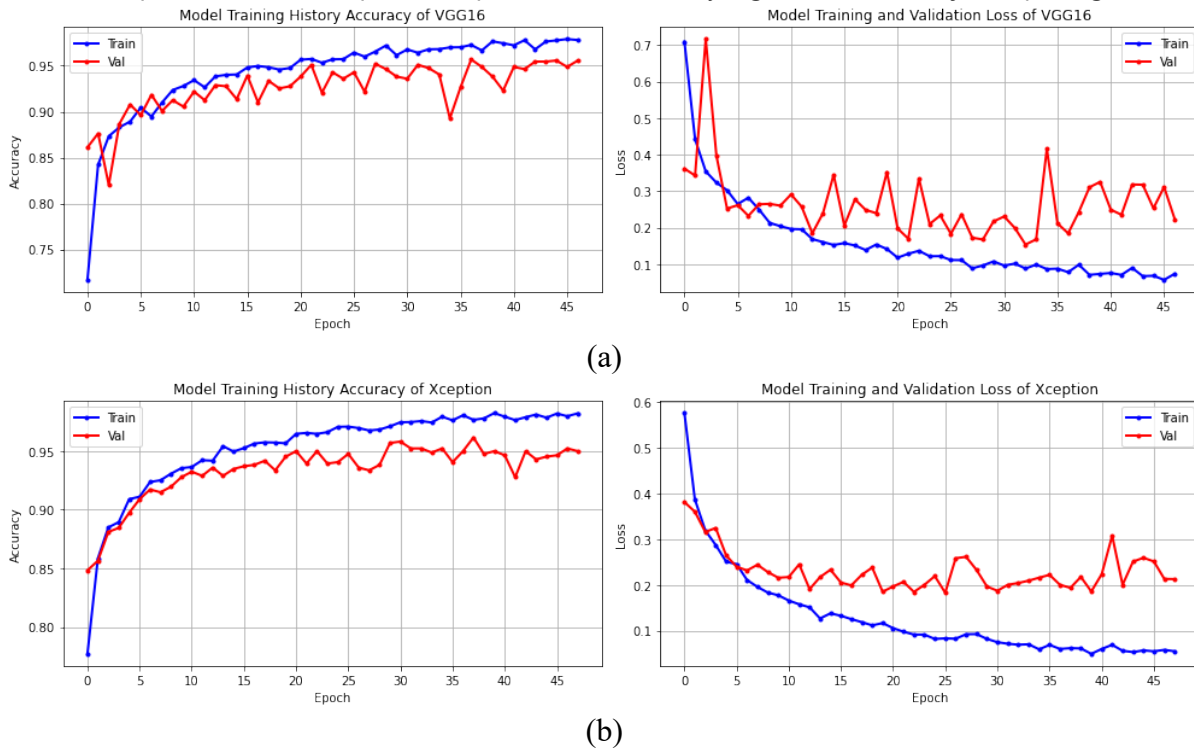 Model Training History Accuracy of VGG16
Train
Val
Accuracy
0.95
0.90
0.85
0.80
0.75
0 5 10 15 20 25 30 35 40 45
Epoch
Model Training and Validation Loss of VGG16
Train
Val
Loss
0.7
0.6
0.5
0.4
0.3
0.2
0.1
0 5 10 15 20 25 30 35 40 45
Epoch
(a)
Model Training History Accuracy of Xception
Train
Val
Accuracy
0.95
0.90
0.85
0.80
0 5 10 15 20 25 30 35 40 45
Epoch
Model Training and Validation Loss of Xception
Train
Val
Loss
0.6
0.5
0.4
0.3
0.2
0.1
0 5 10 15 20 25 30 35 40 45
Epoch
(b)